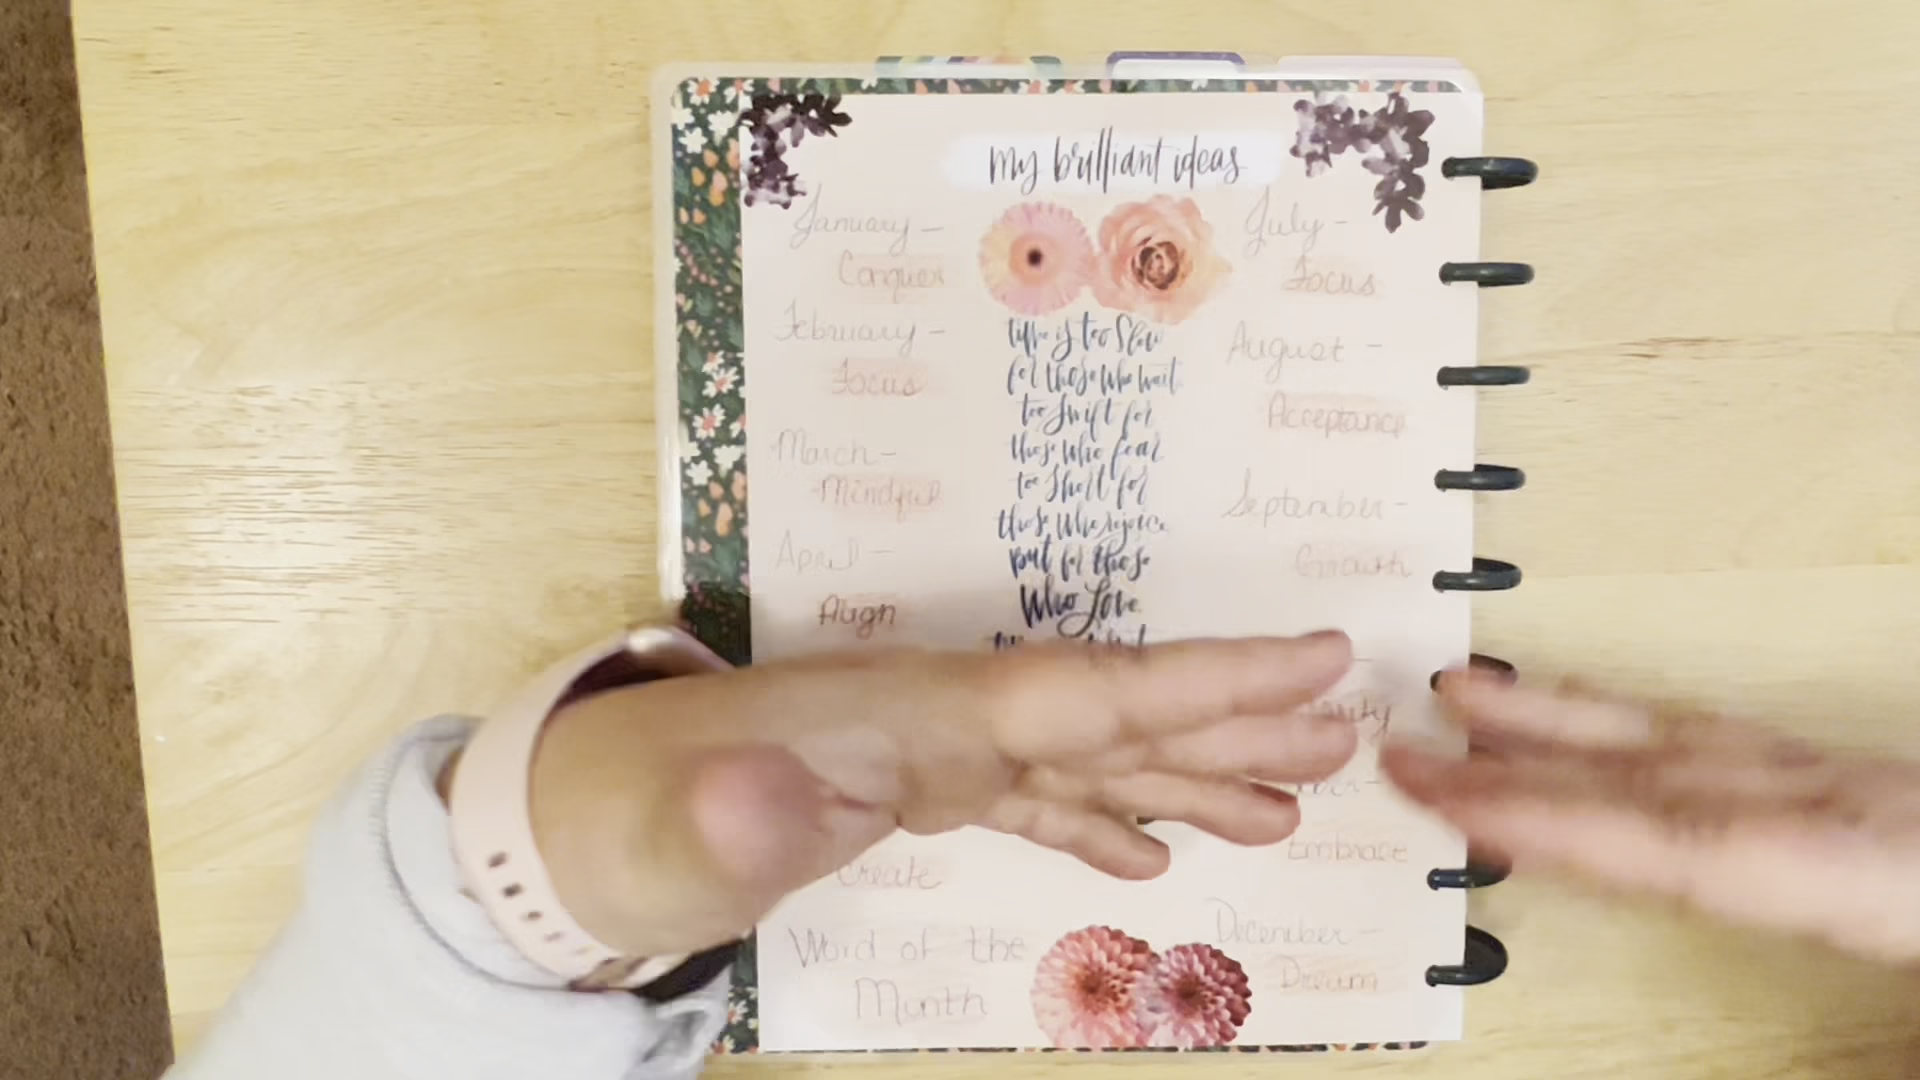 my brilliant ideas
January -
Conquer
February -
Focus
March -
Mindful
April -
Align
Create
Word of the
Month
time is too Slow
for those who wait
too Swift for
those who fear
too Short for
those who rejoice
but for those
Who Love
July -
Focus
August -
Acceptance
September -
Growth
Embrace
December -
Dream